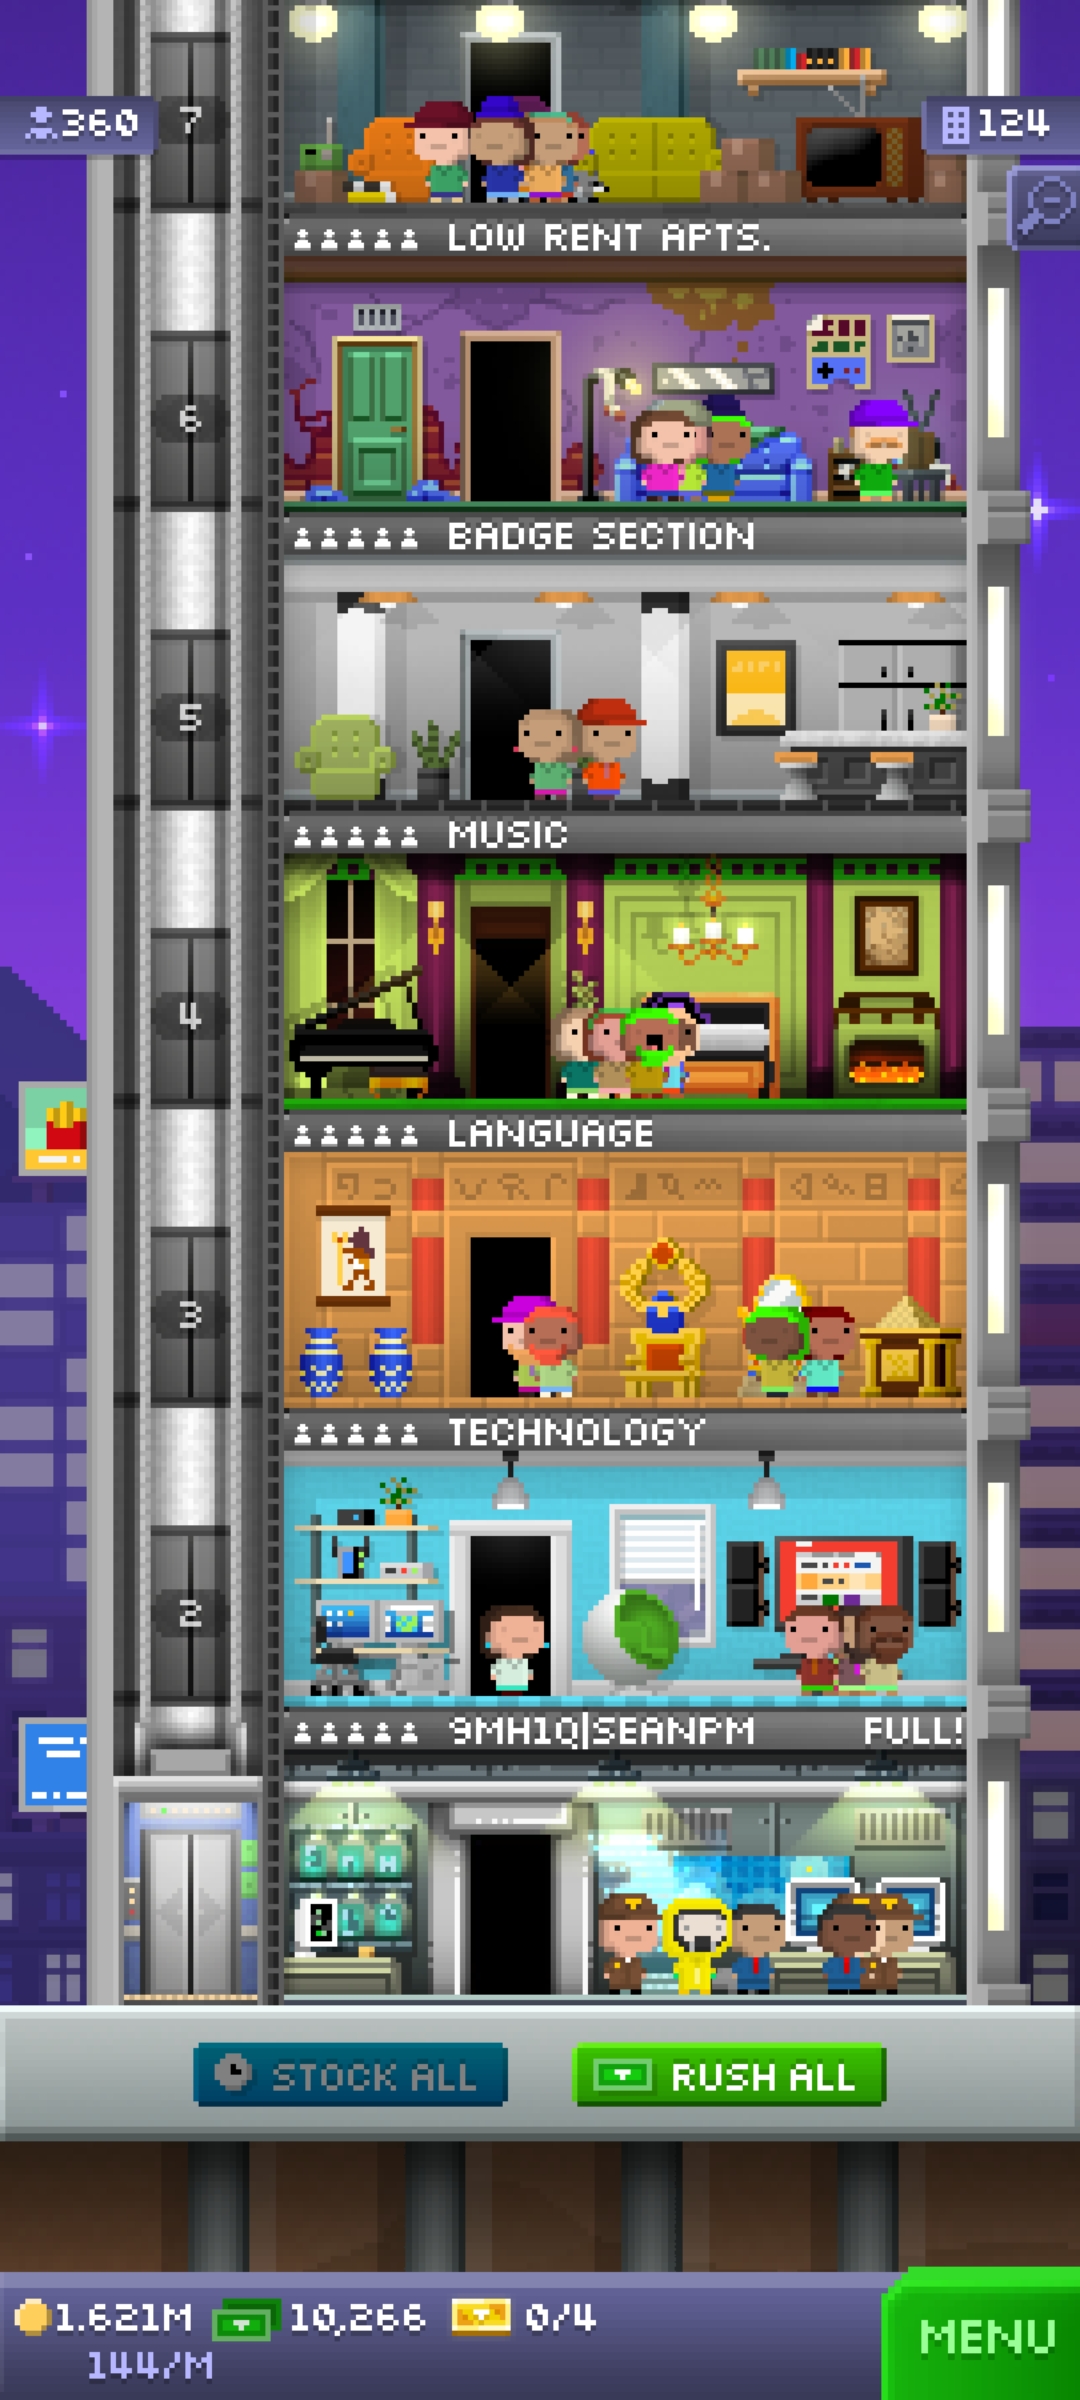 360
7
124
LOW RENT APTS.
6
BADGE SECTION
5
MUSIC
4
LANGUAGE
3
TECHNOLOGY
2
9MH1Q|SEANPM FULL!
STOCK ALL
RUSH ALL
1.621M 10,266 0/4
144/M
MENU